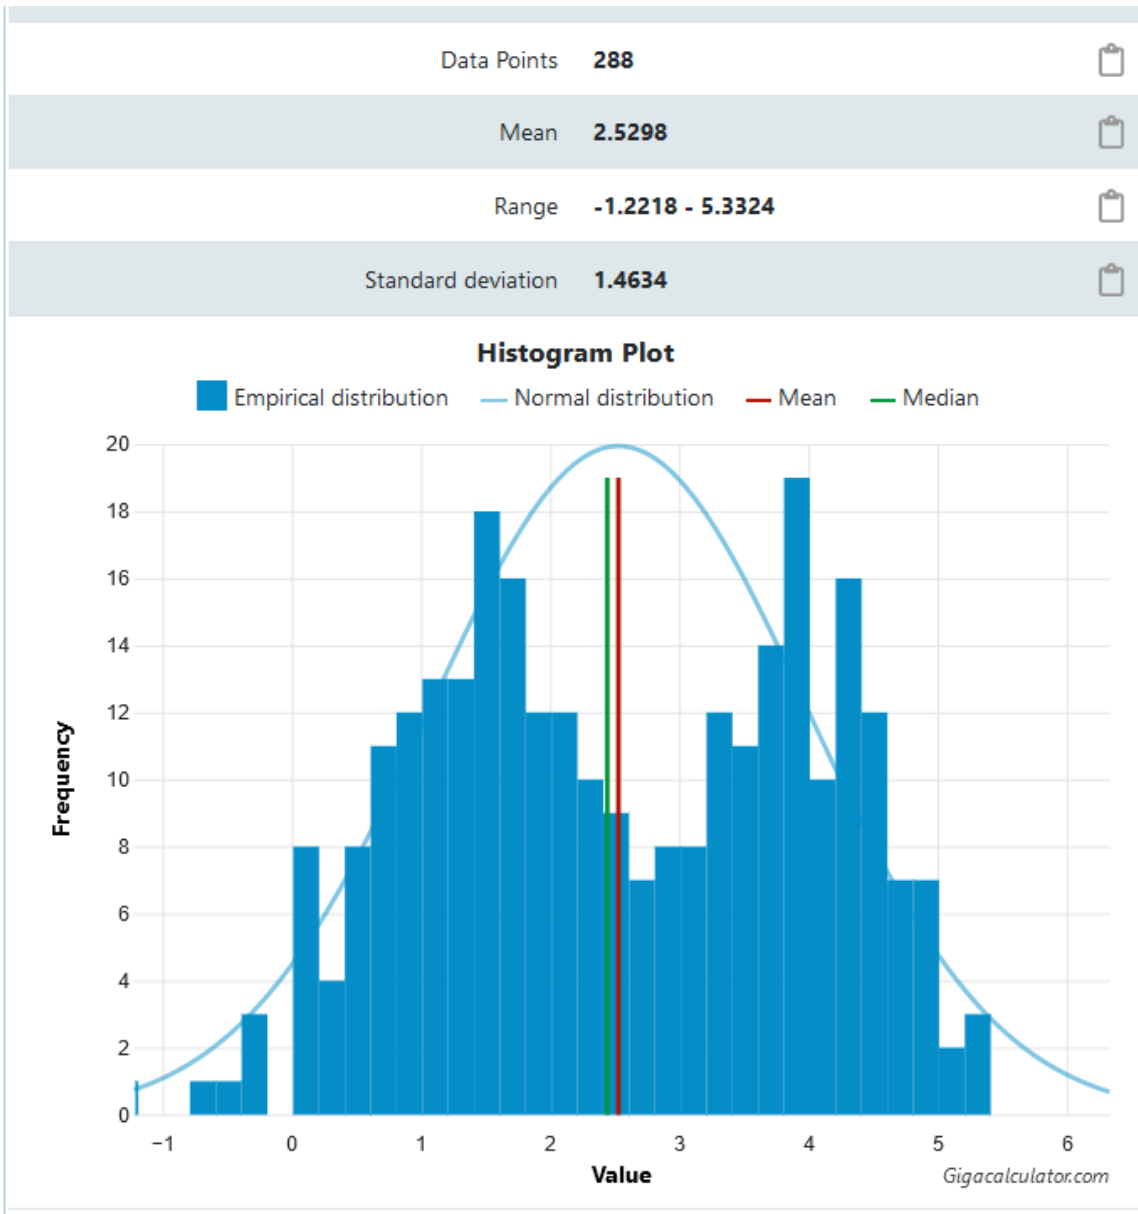 Data Points 288
Mean 2.5298
Range -1.2218 - 5.3324
Standard deviation 1.4634
Histogram Plot
Empirical distribution Normal distribution Mean Median
20
18
16
14
12
10
8
6
4
2
0
Frequency
−1 0 1 2 3 4 5 6
Value
Gigacalculator.com